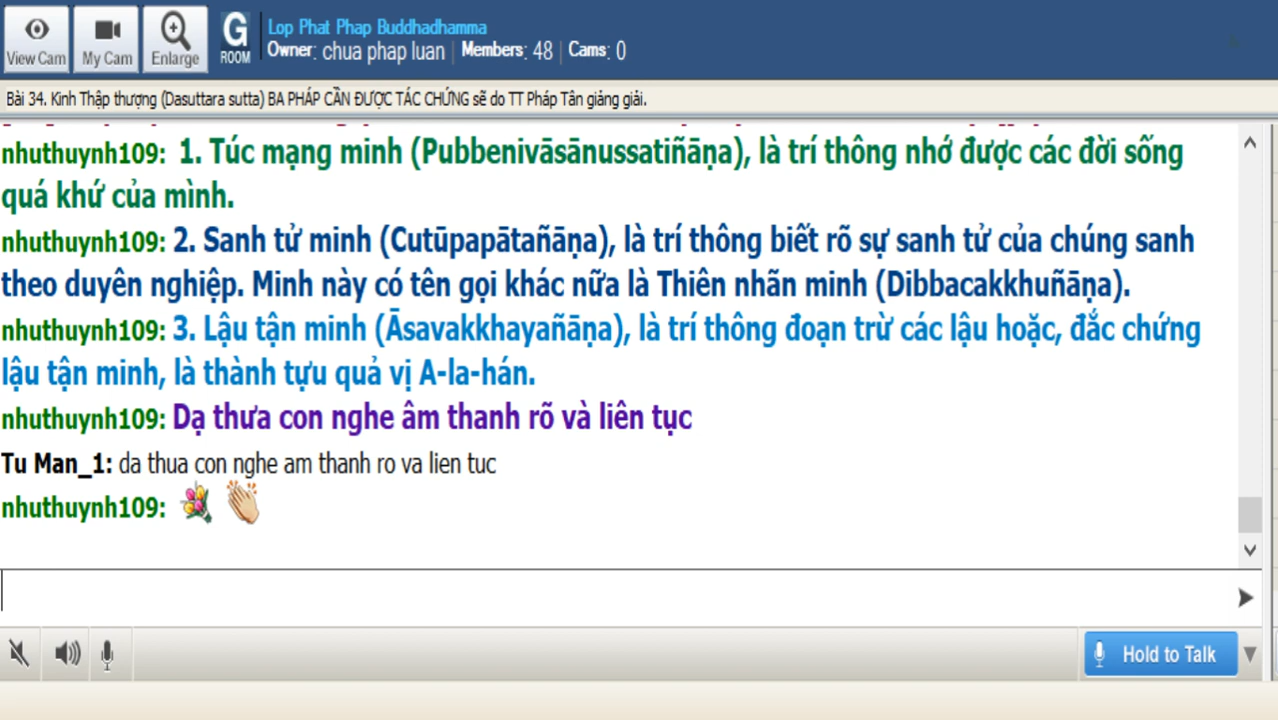 View Cam
My Cam
Enlarge
G
ROOM
Lop Phat Phap Buddhadhamma
Owner: chua phap luan | Members: 48 | Cams: 0
Bài 34. Kinh Thập thượng (Dasuttara sutta) BA PHÁP CẦN ĐƯỢC TÁC CHỨNG sẽ do TT Pháp Tân giảng giải.
nhuthuynh109: 1. Túc mạng minh (Pubbenivāsānussatiñāṇa), là trí thông nhớ được các đời sống
quá khứ của mình.
nhuthuynh109: 2. Sanh tử minh (Cutūpapātañāṇa), là trí thông biết rõ sự sanh tử của chúng sanh
theo duyên nghiệp. Minh này có tên gọi khác nữa là Thiên nhãn minh (Dibbacakkhuñāṇa).
nhuthuynh109: 3. Lậu tận minh (Āsavakkhayañāṇa), là trí thông đoạn trừ các lậu hoặc, đắc chứng
lậu tận minh, là thành tựu quả vị A-la-hán.
nhuthuynh109: Dạ thưa con nghe âm thanh rõ và liên tục
Tu Man_1: da thua con nghe am thanh ro va lien tuc
nhuthuynh109:
Hold to Talk